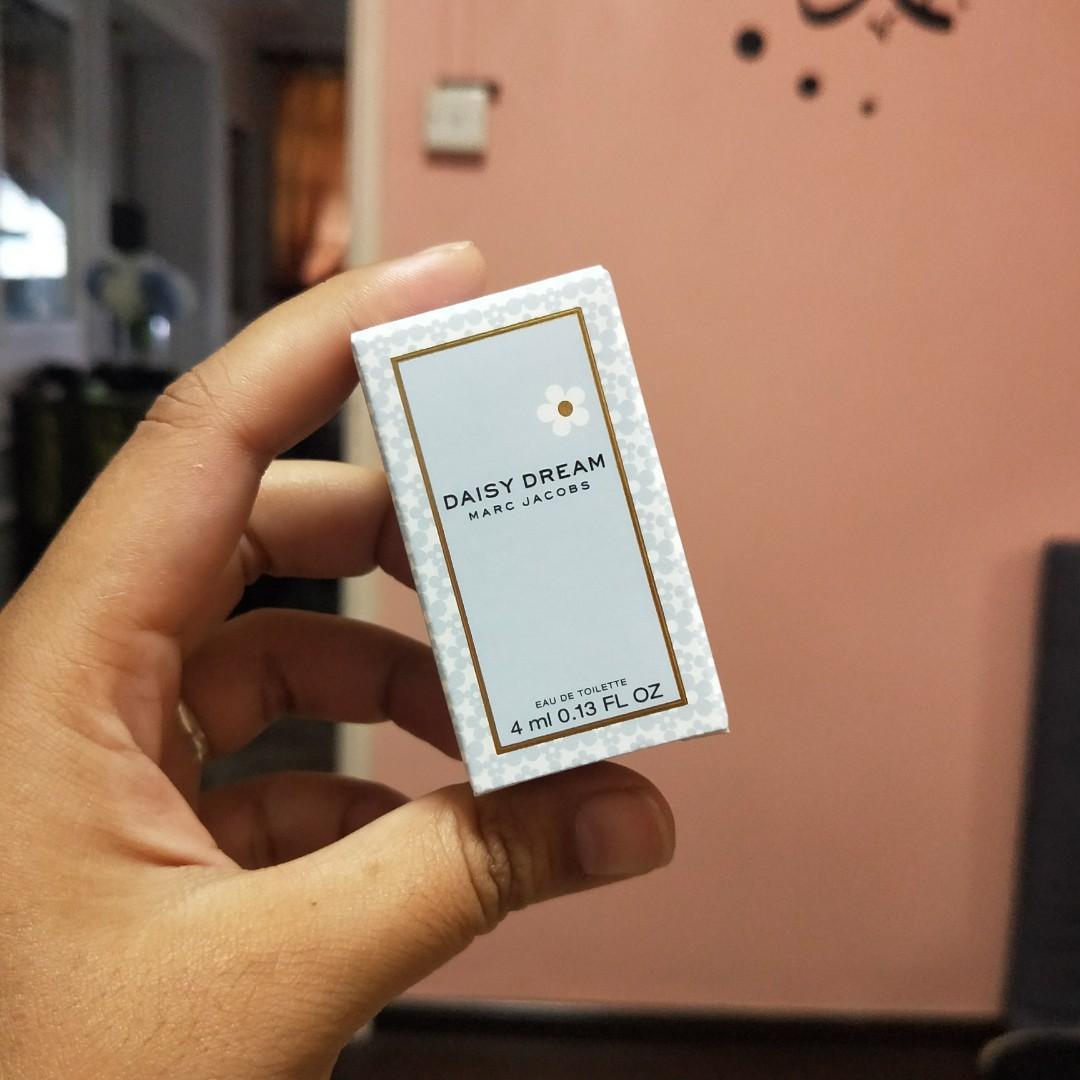 DAISY DREAM
MARC JACOBS
EAU DE TOILETTE
4 ml 0.13 FL OZ